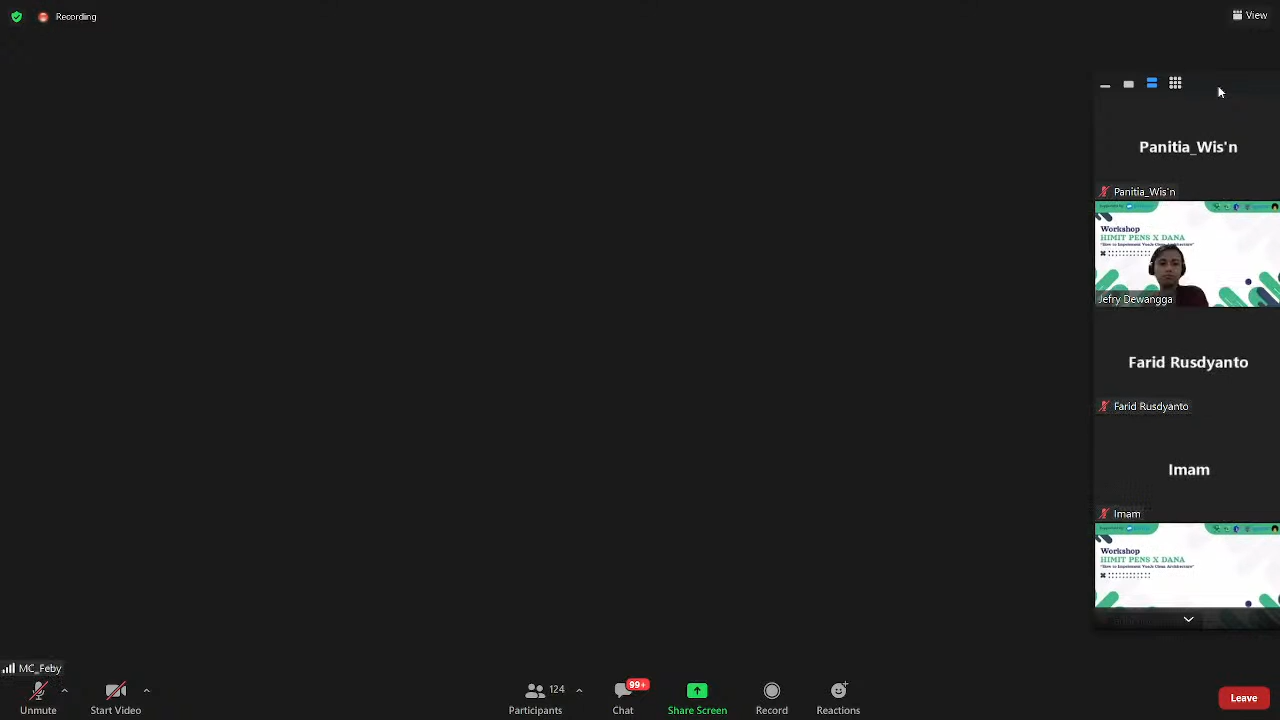 Recording
View
Panitia_Wis'n
Panitia_Wis'n
Workshop
HIMIT PENS X DANA
Jefry Dewangga
Farid Rusdyanto
Farid Rusdyanto
Imam
Imam
Workshop
HIMIT PENS X DANA
MC_Feby
Unmute
Start Video
Participants
124
Chat
99+
Share Screen
Record
Reactions
Leave